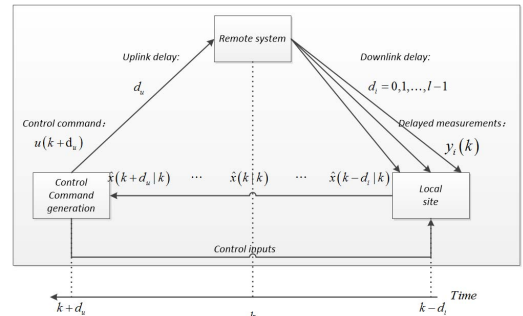 Remote system
Uplink delay:
d_u
Downlink delay:
d_i = 0,1,…,l−1
Control command:
u(k+d_u)
Delayed measurements:
y_i(k)
Control Command generation
x̂(k+d_u|k) … x̂(k|k) … x̂(k−d_i|k)
Local site
Control inputs
Time
k+d_u
k−d_i